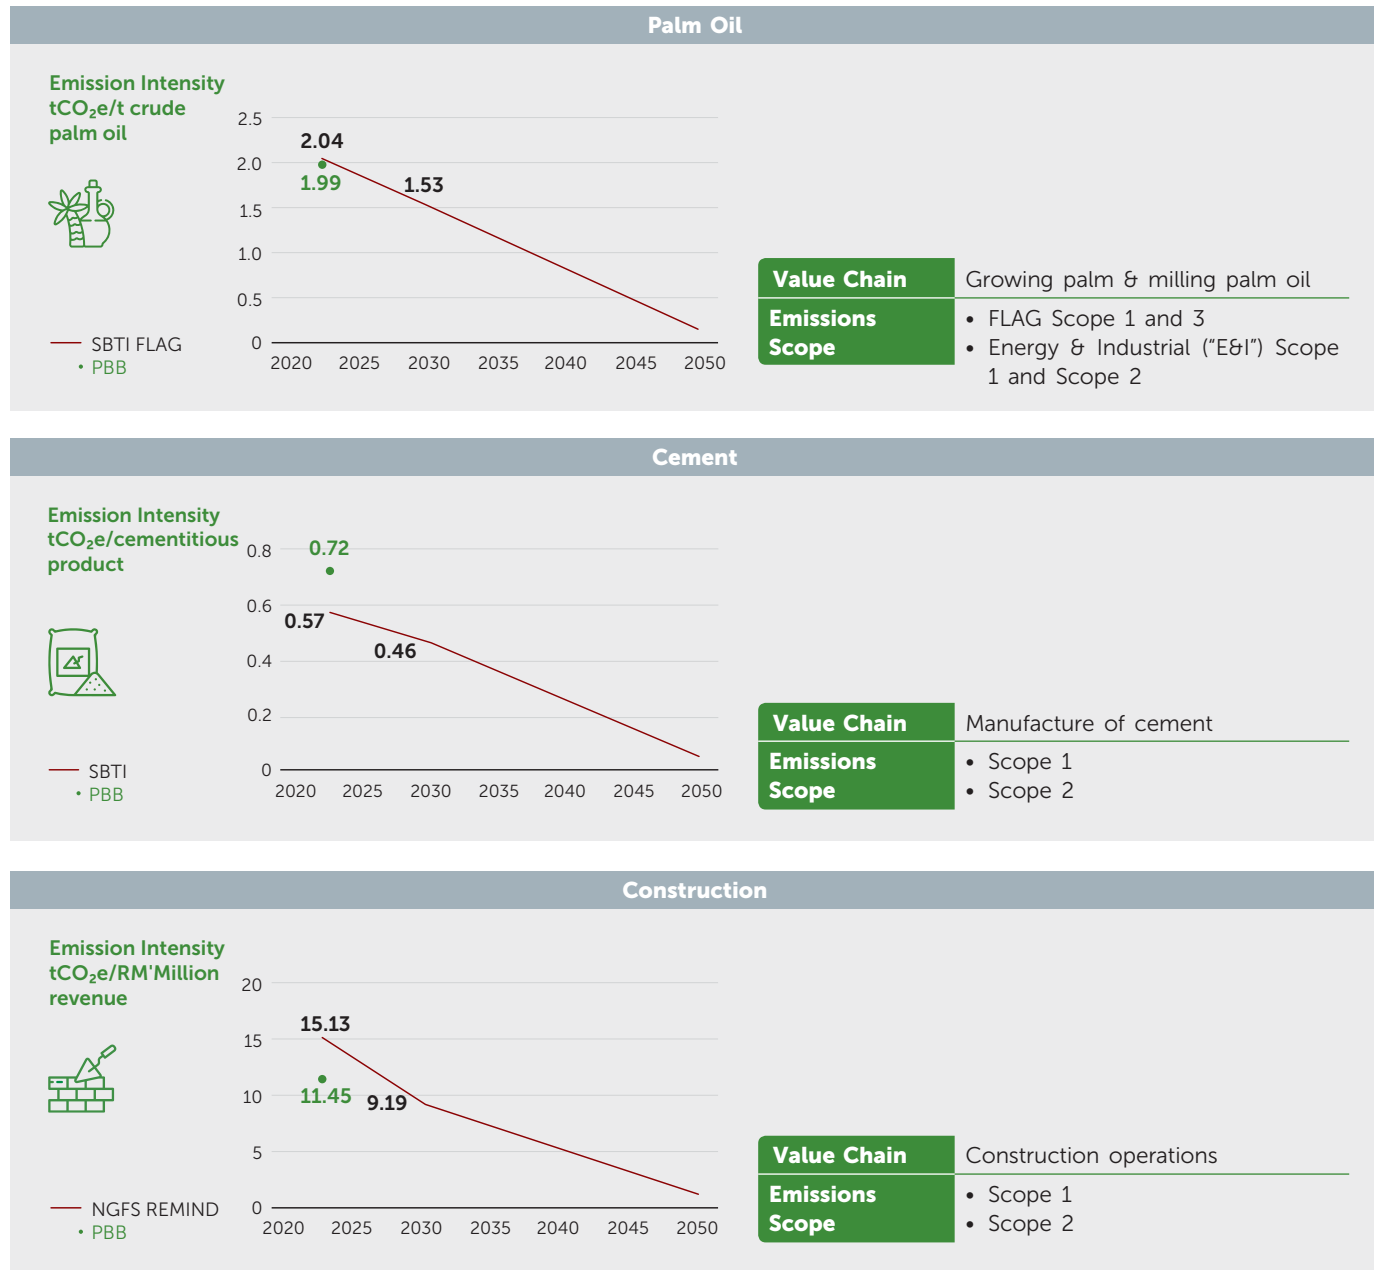 Palm Oil
Emission Intensity
tCO₂e/t crude
palm oil
2.5
2.0
1.5
1.0
0.5
0
2.04
1.99
1.53
2020 2025 2030 2035 2040 2045 2050
SBTI FLAG
• PBB
Value Chain Growing palm & milling palm oil
Emissions Scope
• FLAG Scope 1 and 3
• Energy & Industrial (“E&I”) Scope
1 and Scope 2
Cement
Emission Intensity
tCO₂e/cementitious
product
0.8
0.6
0.4
0.2
0
0.72
0.57
0.46
2020 2025 2030 2035 2040 2045 2050
SBTI
• PBB
Value Chain Manufacture of cement
Emissions
Scope
• Scope 1
• Scope 2
Construction
Emission Intensity
tCO₂e/RM'Million
revenue
20
15
10
5
0
15.13
11.45
9.19
2020 2025 2030 2035 2040 2045 2050
NGFS REMIND
• PBB
Value Chain Construction operations
Emissions
Scope
• Scope 1
• Scope 2